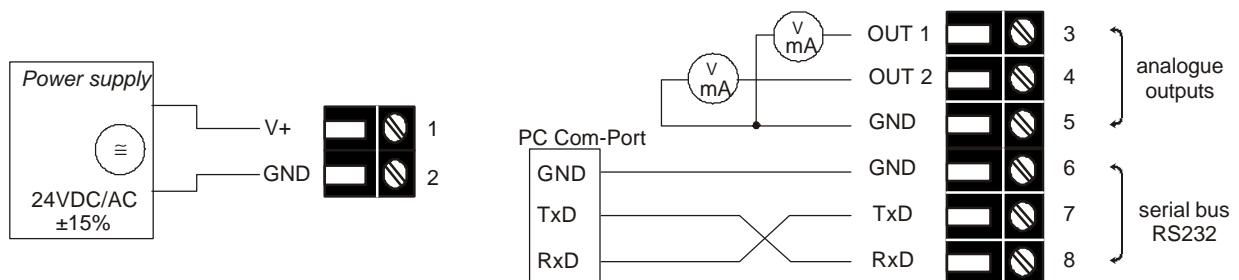 Power supply
≅
24VDC/AC
±15%
V+
GND
1
2
PC Com-Port
GND
TxD
RxD
V
mA
V
mA
OUT 1
OUT 2
GND
GND
TxD
RxD
3
4
5
6
7
8
analogue
outputs
serial bus
RS232